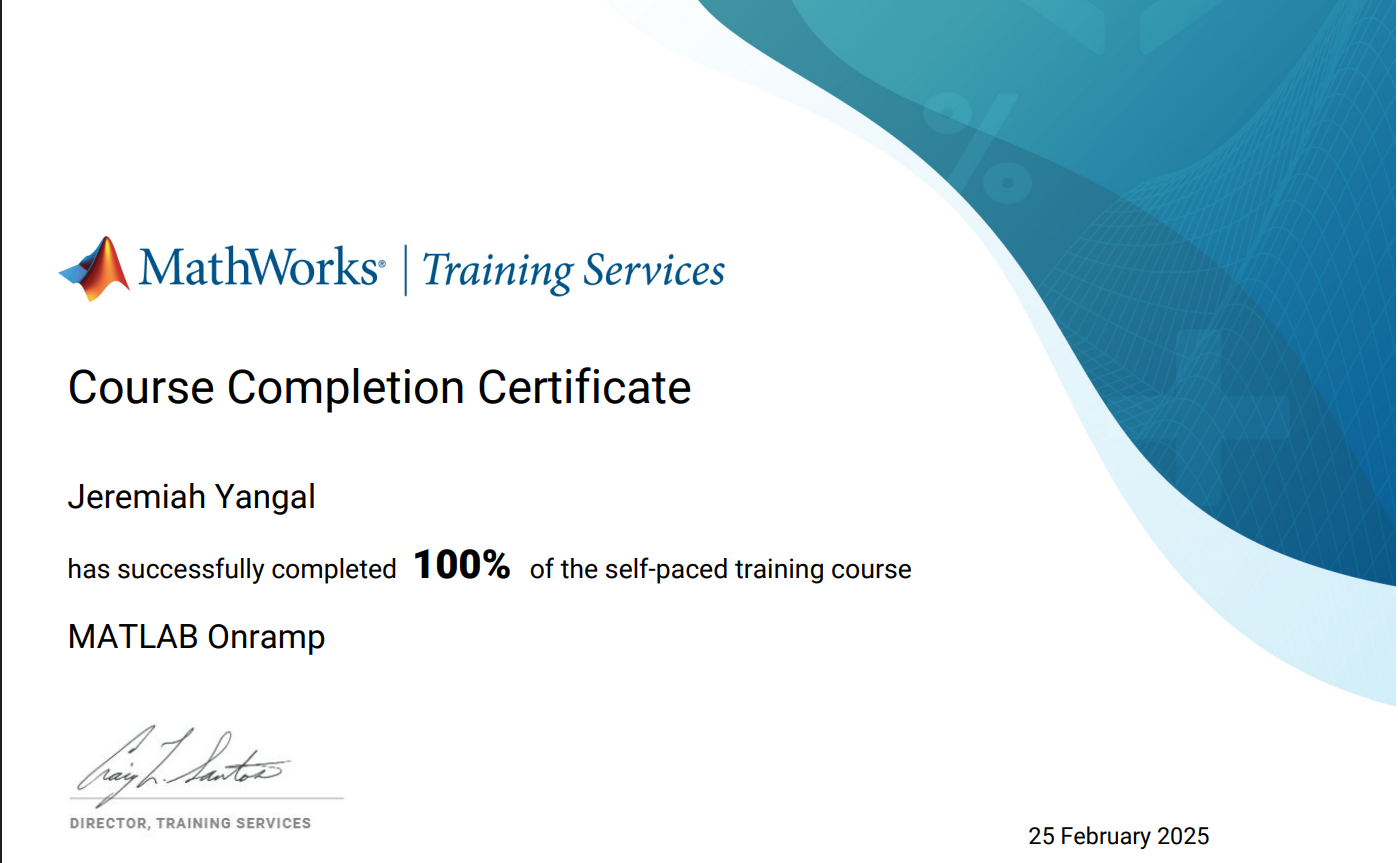 MathWorks® | Training Services
Course Completion Certificate
Jeremiah Yangal
has successfully completed 100% of the self-paced training course
MATLAB Onramp
Craig L. Santos
DIRECTOR, TRAINING SERVICES
25 February 2025